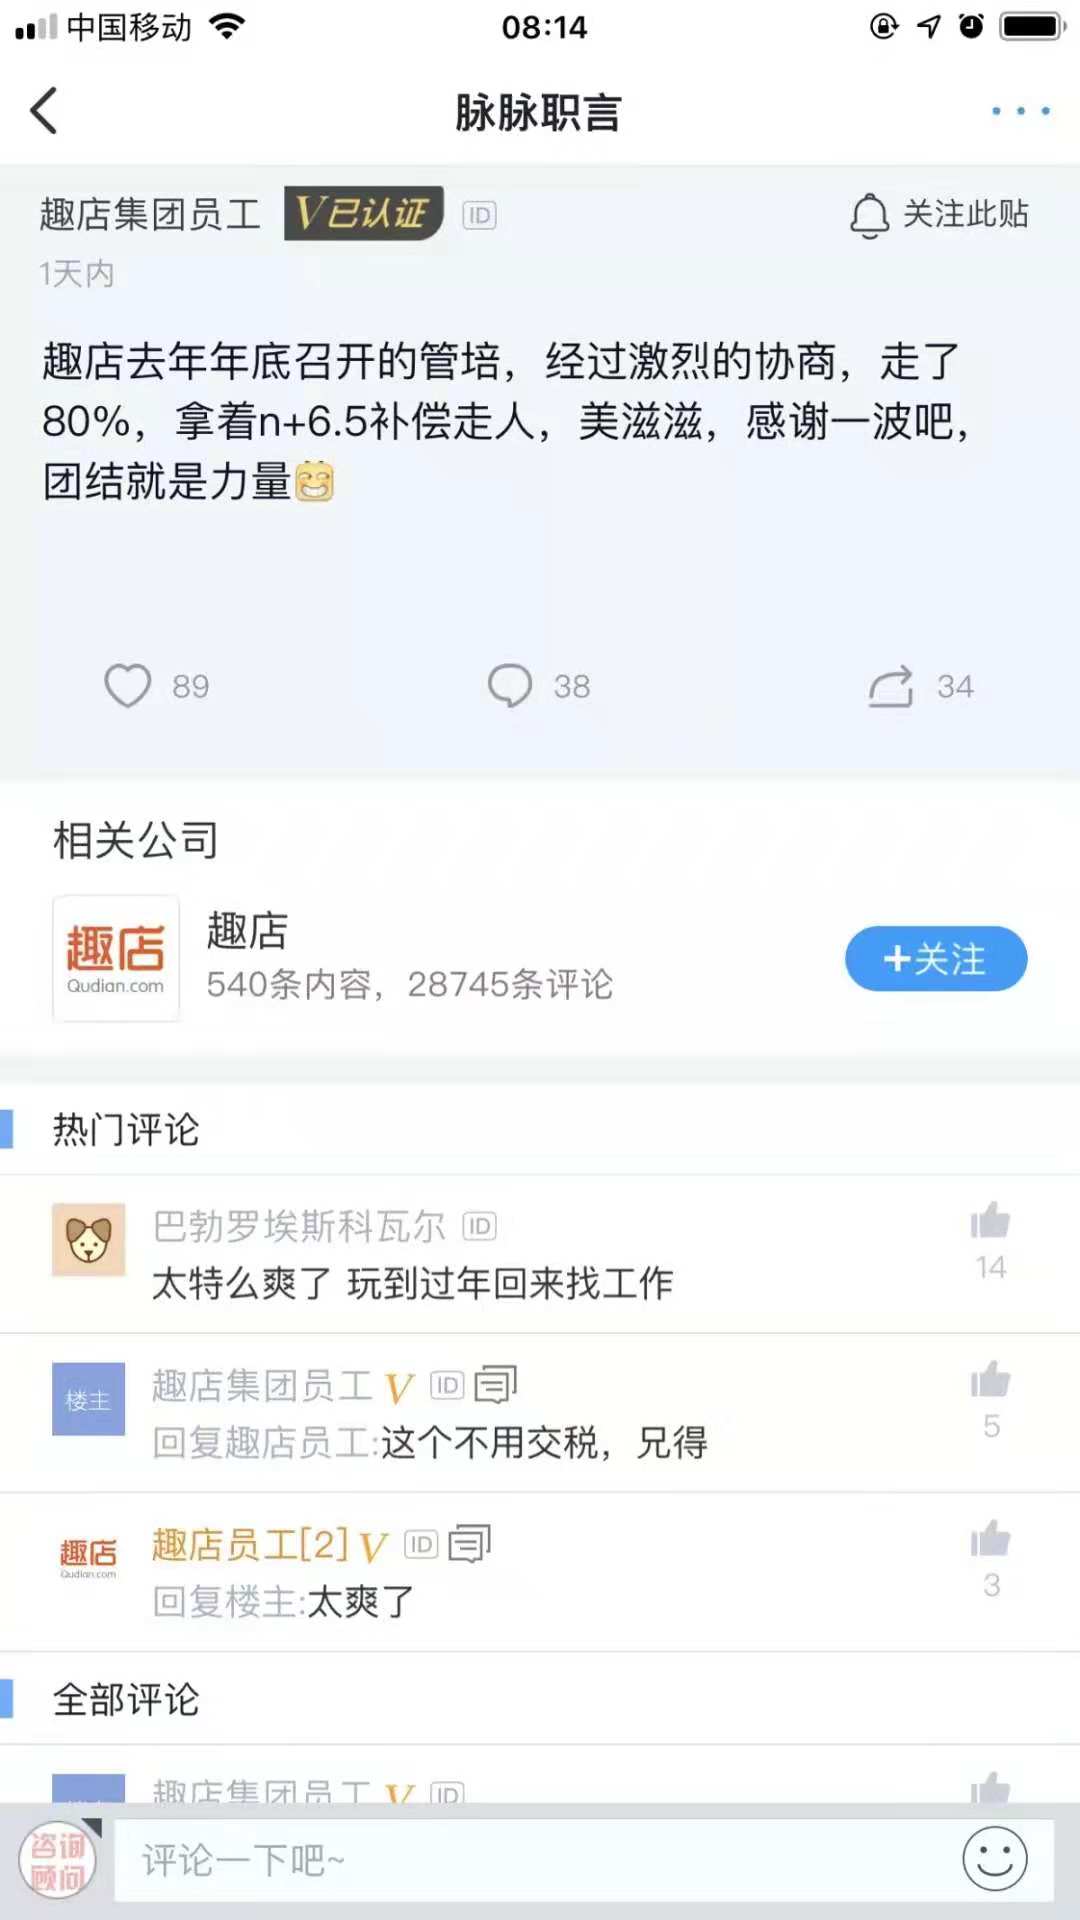 中国移动 08:14
脉脉职言
趣店集团员工 V已认证 ID 关注此贴
1天内
趣店去年年底召开的管培，经过激烈的协商，走了
80%，拿着n+6.5补偿走人，美滋滋，感谢一波吧，
团结就是力量
89 38 34
相关公司
趣店 Qudian.com
趣店
540条内容，28745条评论
+关注
热门评论
巴勃罗埃斯科瓦尔 ID
太特么爽了 玩到过年回来找工作
14
楼主
趣店集团员工 V ID
回复趣店员工:这个不用交税，兄得
5
趣店 Qudian.com
趣店员工[2] V ID
回复楼主:太爽了
3
全部评论
趣店集团员工 V ID
咨询
顾问
评论一下吧~